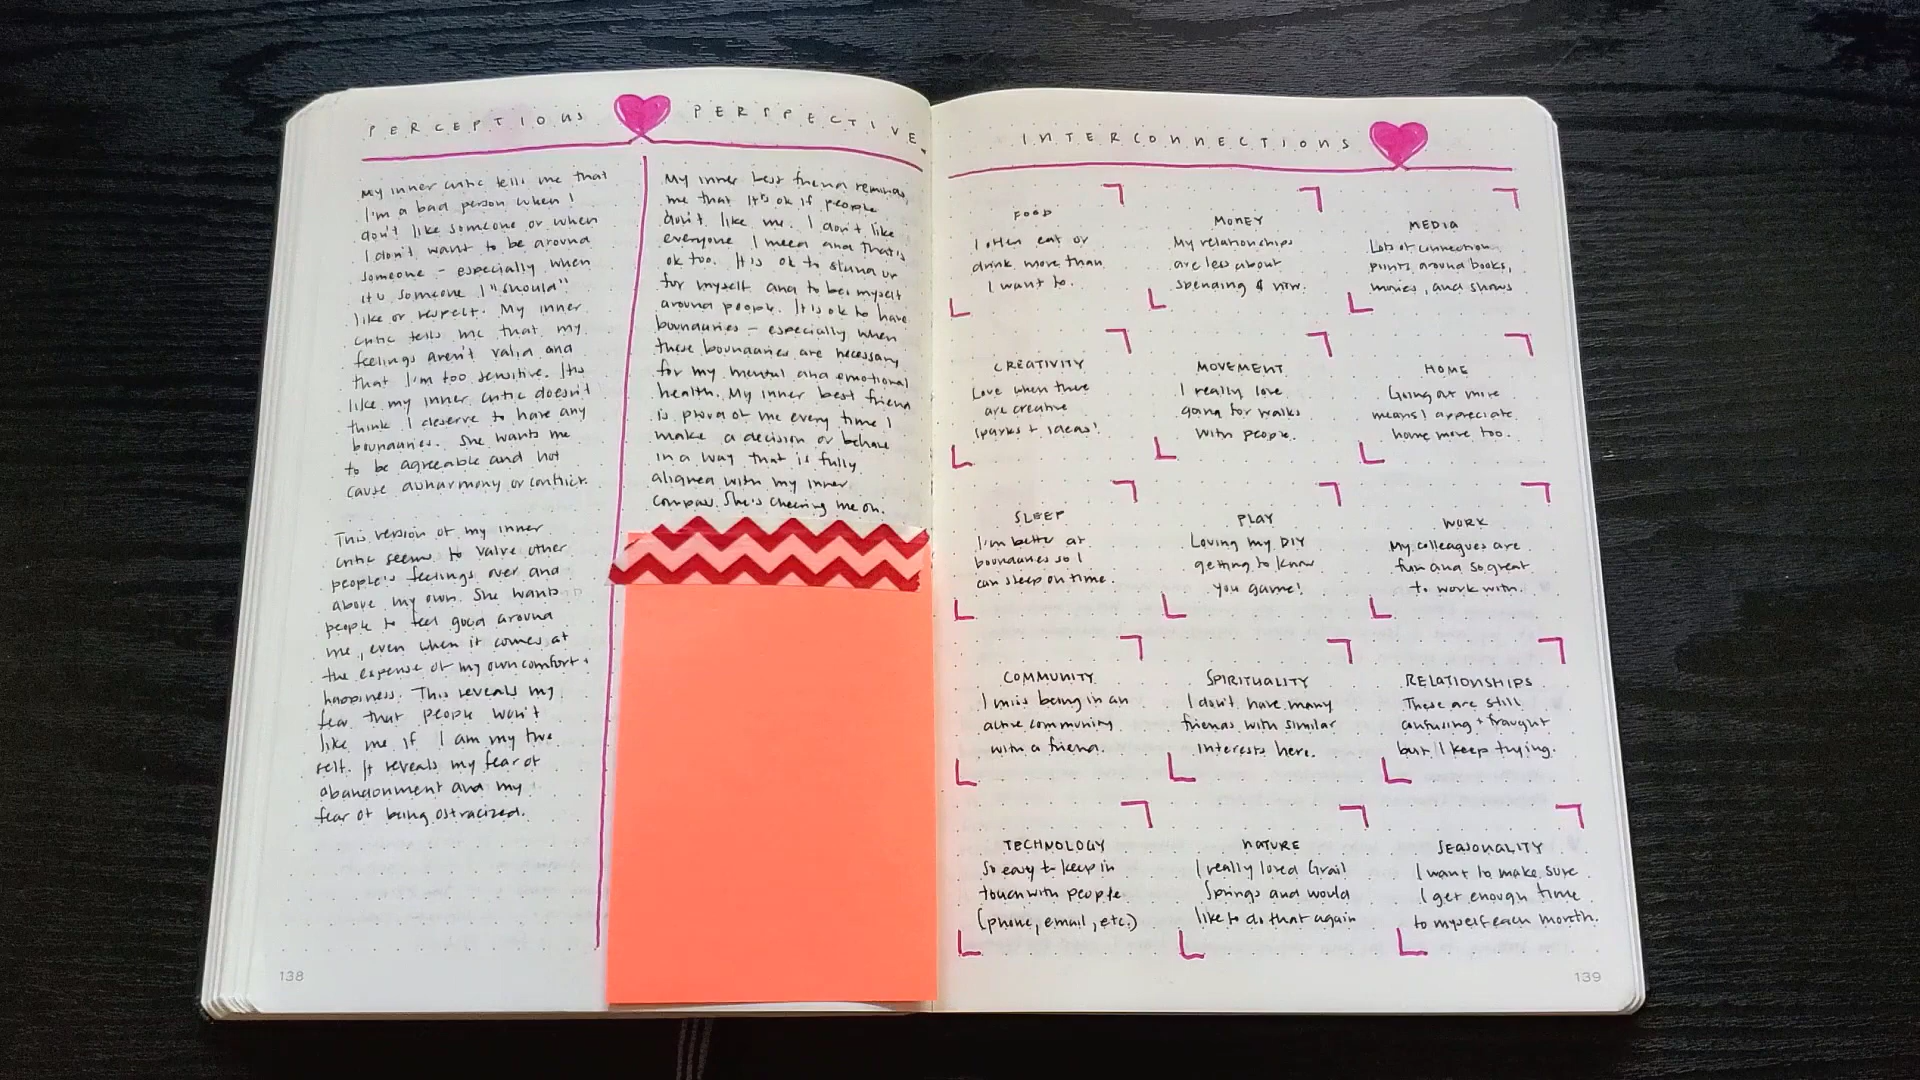 PERCEPTIONS
My inner critic tells me that
I'm a bad person when I
don't like someone or when
I don't want to be around
someone - especially when
it's someone I "should"
like or respect. My inner
critic tells me that my
feelings aren't valid and
that I'm too sensitive. It's
like my inner critic doesn't
think I deserve to have any
boundaries. She wants me
to be agreeable and not
cause disharmony or conflict.
This version of my inner
critic seems to value other
people's feelings over and
above my own. She wants
people to feel good around
me, even when it comes at
the expense of my own comfort +
happiness. This reveals my
fear that people won't
like me if I am my true
self. It reveals my fear of
abandonment and my
fear of being ostracized.
138
PERSPECTIVE
My inner best friend reminds
me that it's ok if people
don't like me. I don't like
everyone I meet and that's
ok too. It is ok to stand up
for myself and to be myself
around people. It is ok to have
boundaries - especially when
these boundaries are necessary
for my mental and emotional
health. My inner best friend
is proud of me every time I
make a decision or behave
in a way that is fully
aligned with my inner
compass. She's cheering me on.
INTERCONNECTIONS
FOOD
I often eat or
drink more than
I want to.
MONEY
My relationships
are less about
spending $ now.
MEDIA
Lots of connection
points around books,
movies, and shows
CREATIVITY
Love when there
are creative
sparks + ideas!
MOVEMENT
I really love
going for walks
with people.
HOME
Going out more
means I appreciate
home more too.
SLEEP
I'm better at
boundaries so I
can sleep on time.
PLAY
Loving my DIY
getting to know
you game!
WORK
My colleagues are
fun and so great
to work with.
COMMUNITY
I miss being in an
active community
with a friend.
SPIRITUALITY
I don't have many
friends with similar
interests here.
RELATIONSHIPS
These are still
confusing + fraught
but I keep trying.
TECHNOLOGY
So easy to keep in
touch with people
(phone, email, etc.)
NATURE
I really loved Grail
Springs and would
like to do that again
SEASONALITY
I want to make sure
I get enough time
to myself each month.
139